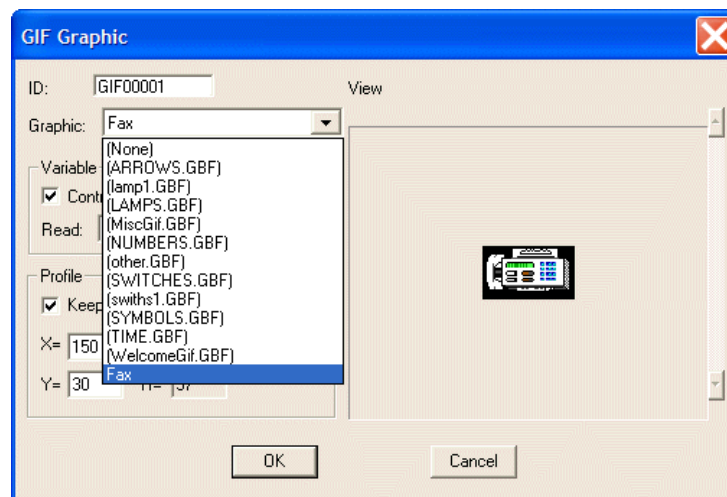 GIF Graphic
ID: GIF00001
View
Graphic: Fax
(None)
(ARROWS.GBF)
(lamp1.GBF)
(LAMPS.GBF)
(MiscGif.GBF)
(NUMBERS.GBF)
(other.GBF)
(SWITCHES.GBF)
(swiths1.GBF)
(SYMBOLS.GBF)
(TIME.GBF)
(WelcomeGif.GBF)
Fax
Variable
Read:
Profile
Keep
X= 150
Y= 30
OK
Cancel